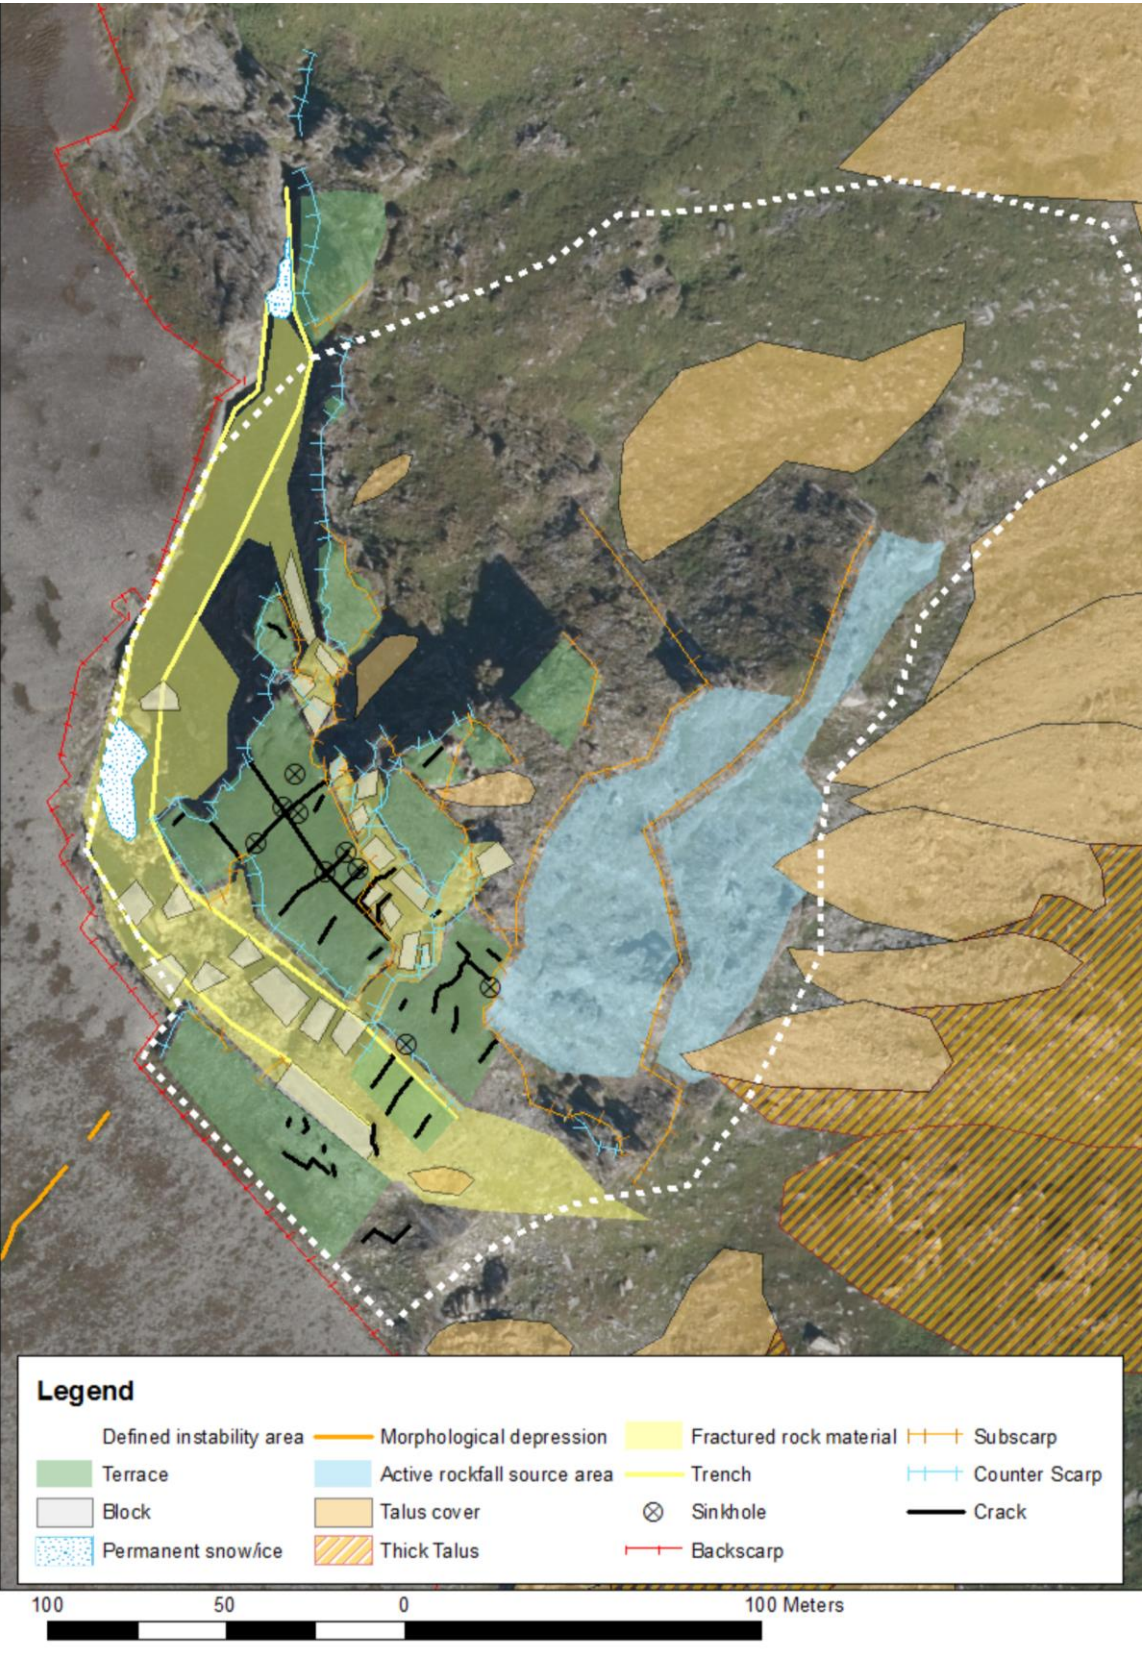 Legend
Defined instability area
Morphological depression
Fractured rock material
Subscarp
Terrace
Active rockfall source area
Trench
Counter Scarp
Block
Talus cover
Sinkhole
Crack
Permanent snow/ice
Thick Talus
Backscarp
100 50 0 100 Meters